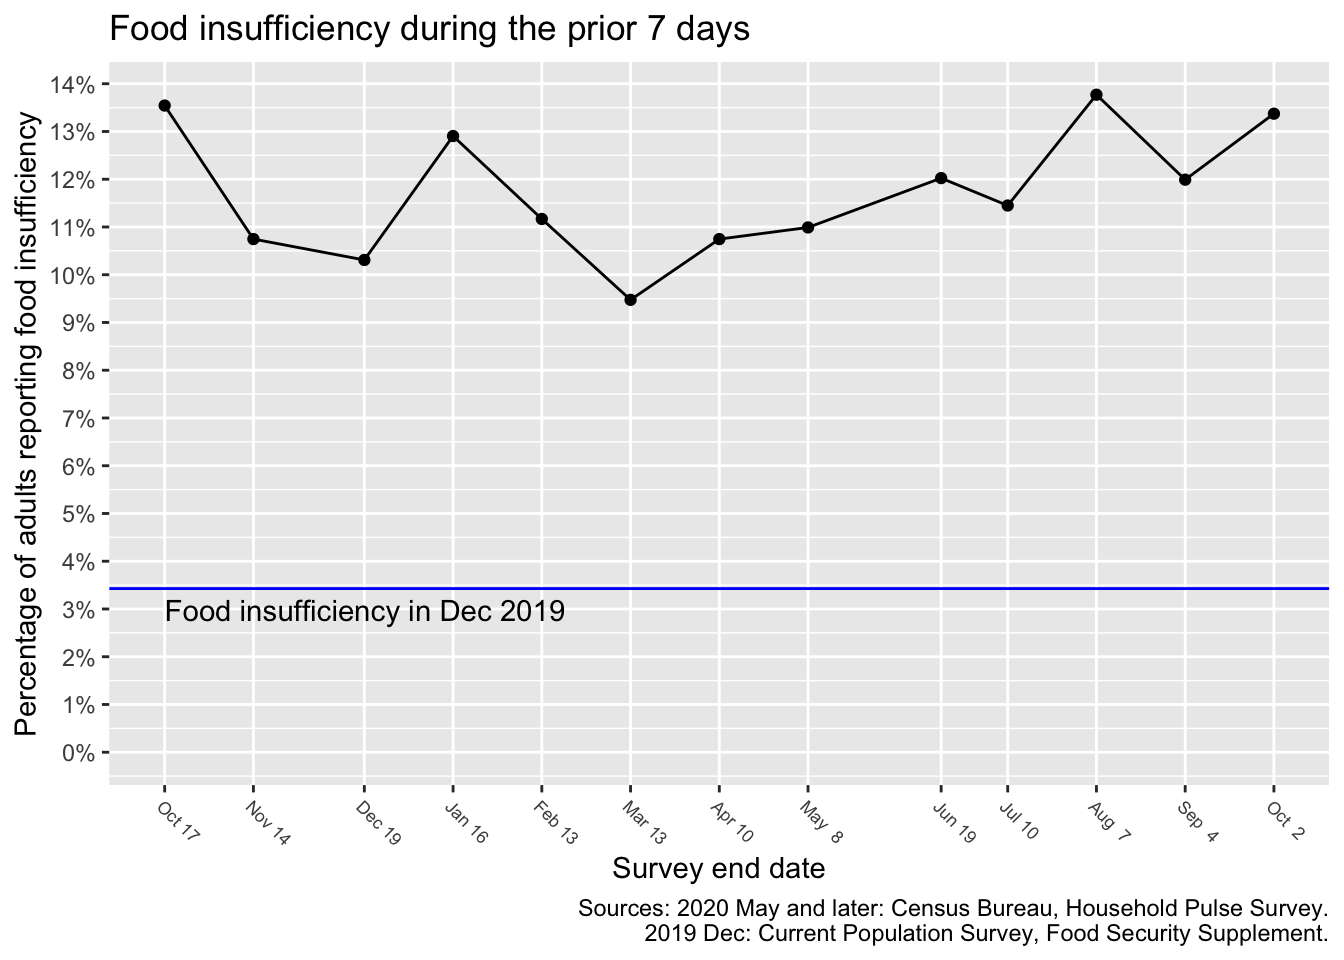 Food insufficiency during the prior 7 days
Percentage of adults reporting food insufficiency
14%
13%
12%
11%
10%
9%
8%
7%
6%
5%
4%
3%
2%
1%
0%
Food insufficiency in Dec 2019
Oct 17
Nov 14
Dec 19
Jan 16
Feb 13
Mar 13
Apr 10
May 8
Jun 19
Jul 10
Aug 7
Sep 4
Oct 2
Survey end date
Sources: 2020 May and later: Census Bureau, Household Pulse Survey.
2019 Dec: Current Population Survey, Food Security Supplement.